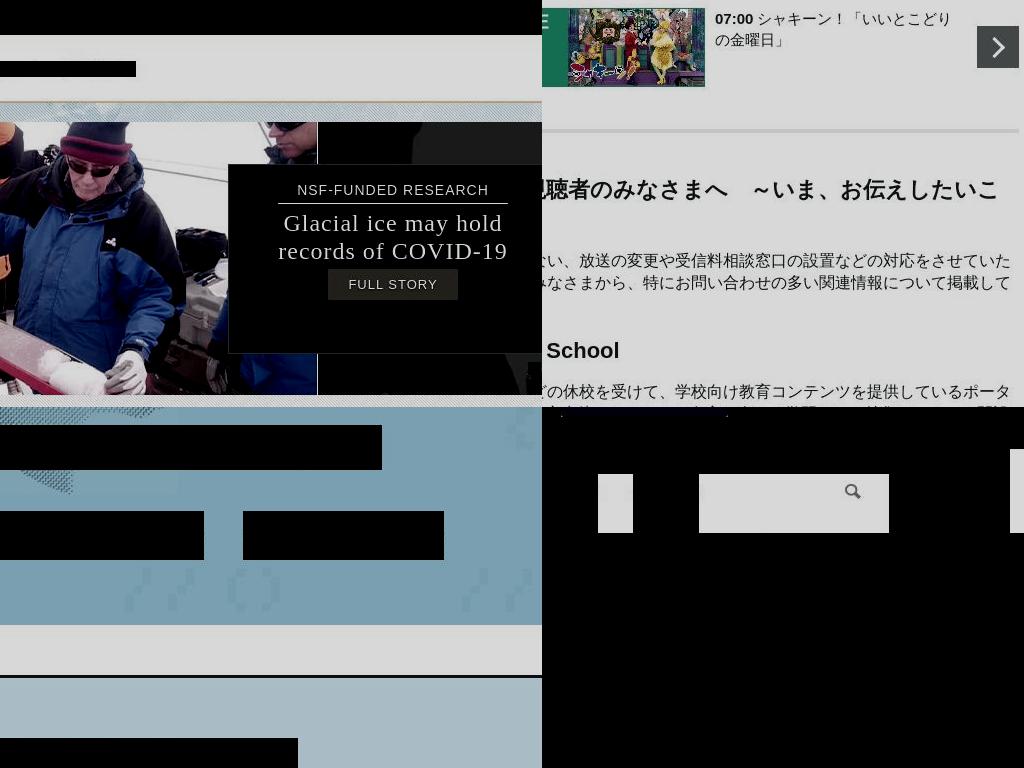 NSF-FUNDED RESEARCH
Glacial ice may hold
records of COVID-19
FULL STORY
07:00 シャキーン！「いいとこどり
の金曜日」
聴者のみなさまへ　～いま、お伝えしたいこ
ない、放送の変更や受信料相談窓口の設置などの対応をさせていた
みなさまから、特にお問い合わせの多い関連情報について掲載して
School
どの休校を受けて、学校向け教育コンテンツを提供しているポータ